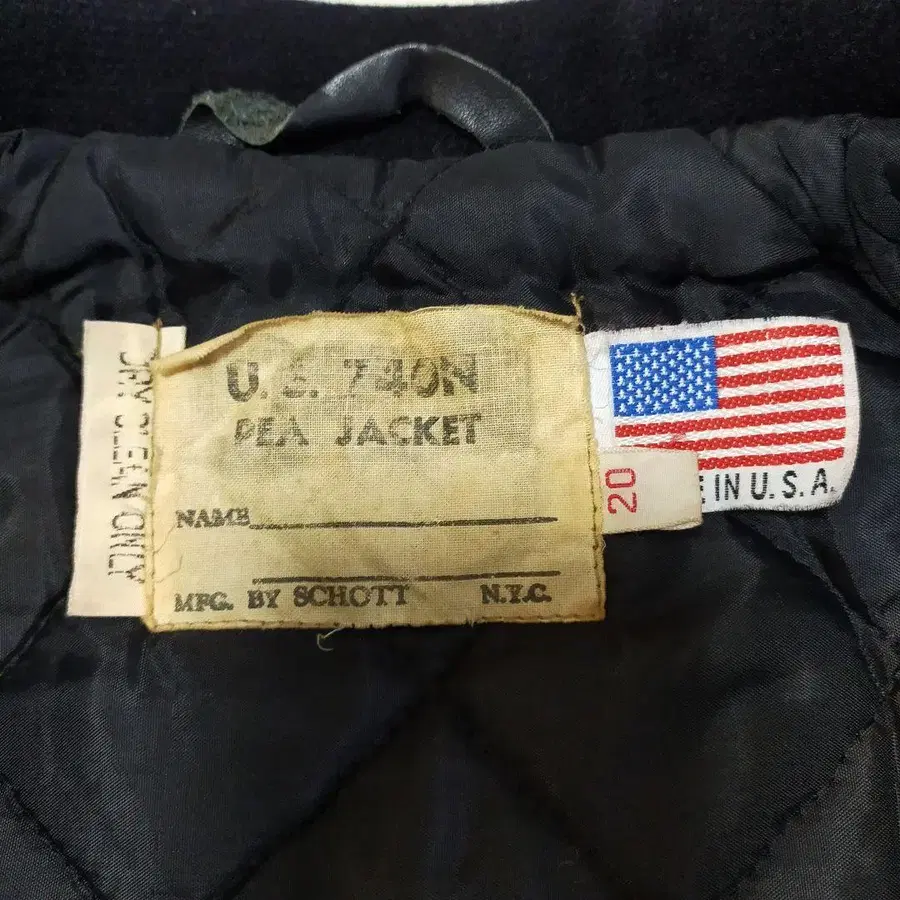 DRY CLEAN ONLY
U.S. 740N
PEA JACKET
NAME
MFG. BY SCHOTT N.Y.C.
20
E IN U.S.A.